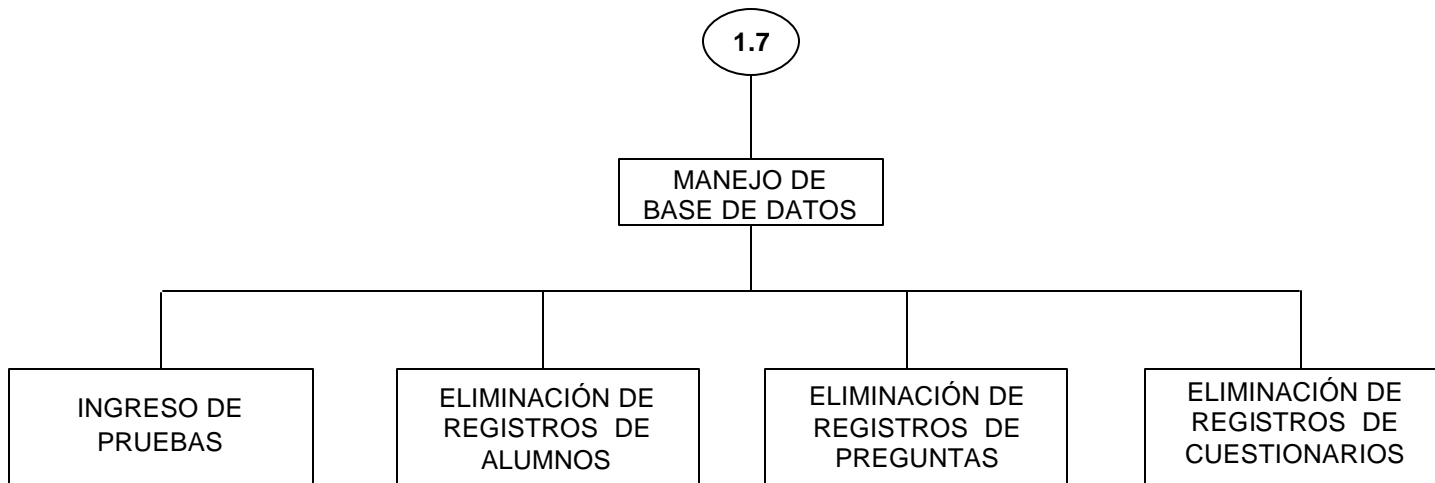 1.7
MANEJO DE
BASE DE DATOS
INGRESO DE
PRUEBAS
ELIMINACIÓN DE
REGISTROS DE
ALUMNOS
ELIMINACIÓN DE
REGISTROS DE
PREGUNTAS
ELIMINACIÓN DE
REGISTROS DE
CUESTIONARIOS